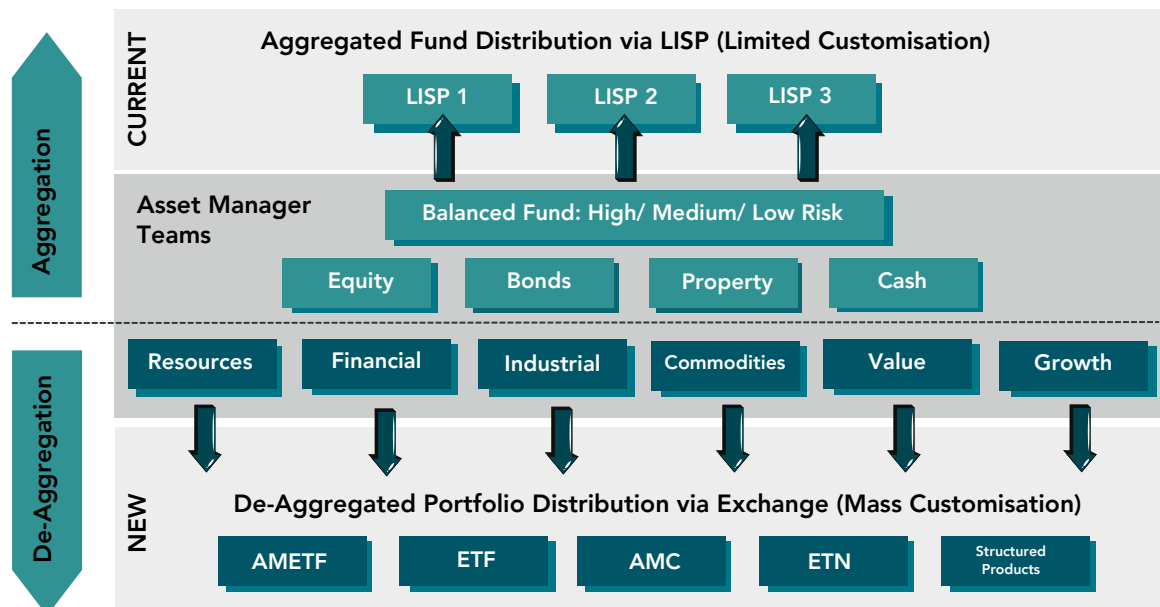 Aggregation
CURRENT
Aggregated Fund Distribution via LISP (Limited Customisation)
LISP 1
LISP 2
LISP 3
Asset Manager
Teams
Balanced Fund: High/ Medium/ Low Risk
Equity
Bonds
Property
Cash
De-Aggregation
Resources
Financial
Industrial
Commodities
Value
Growth
NEW
De-Aggregated Portfolio Distribution via Exchange (Mass Customisation)
AMETF
ETF
AMC
ETN
Structured
Products